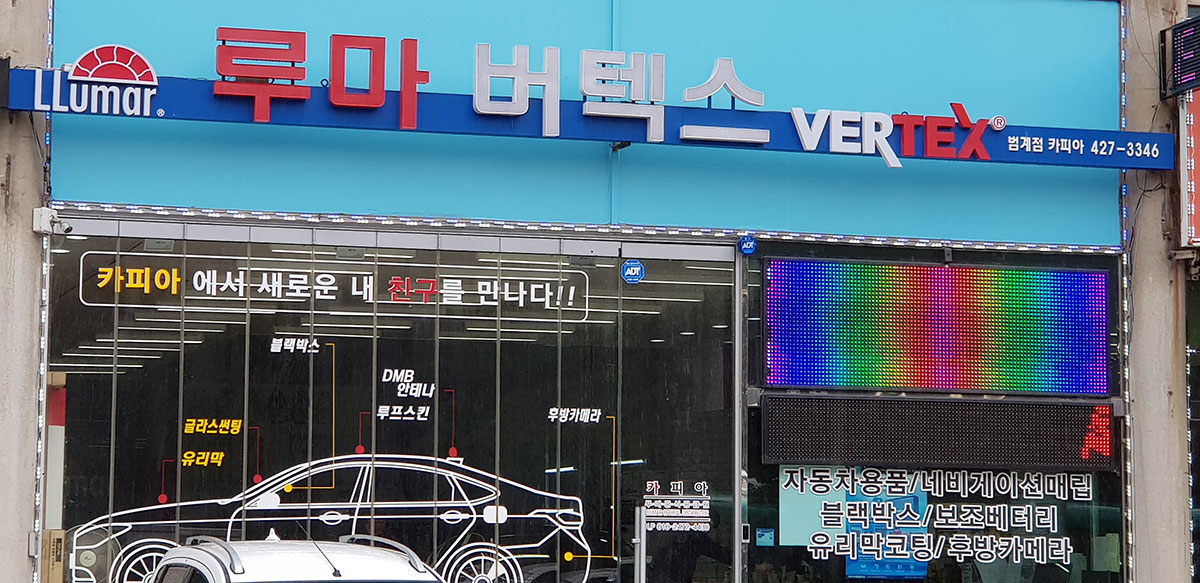 LLumar®
루마 버텍스 VERTEX®
범계점 카피아 427-3346
ADT
카피아 에서 새로운 내 친구를 만나다!!
ADT
블랙박스
DMB
안테나
루프스킨
후방카메라
글라스썬팅
유리막
카 피 아
자동차용품/네비게이션매립
블랙박스/보조베터리
유리막코팅/후방카메라